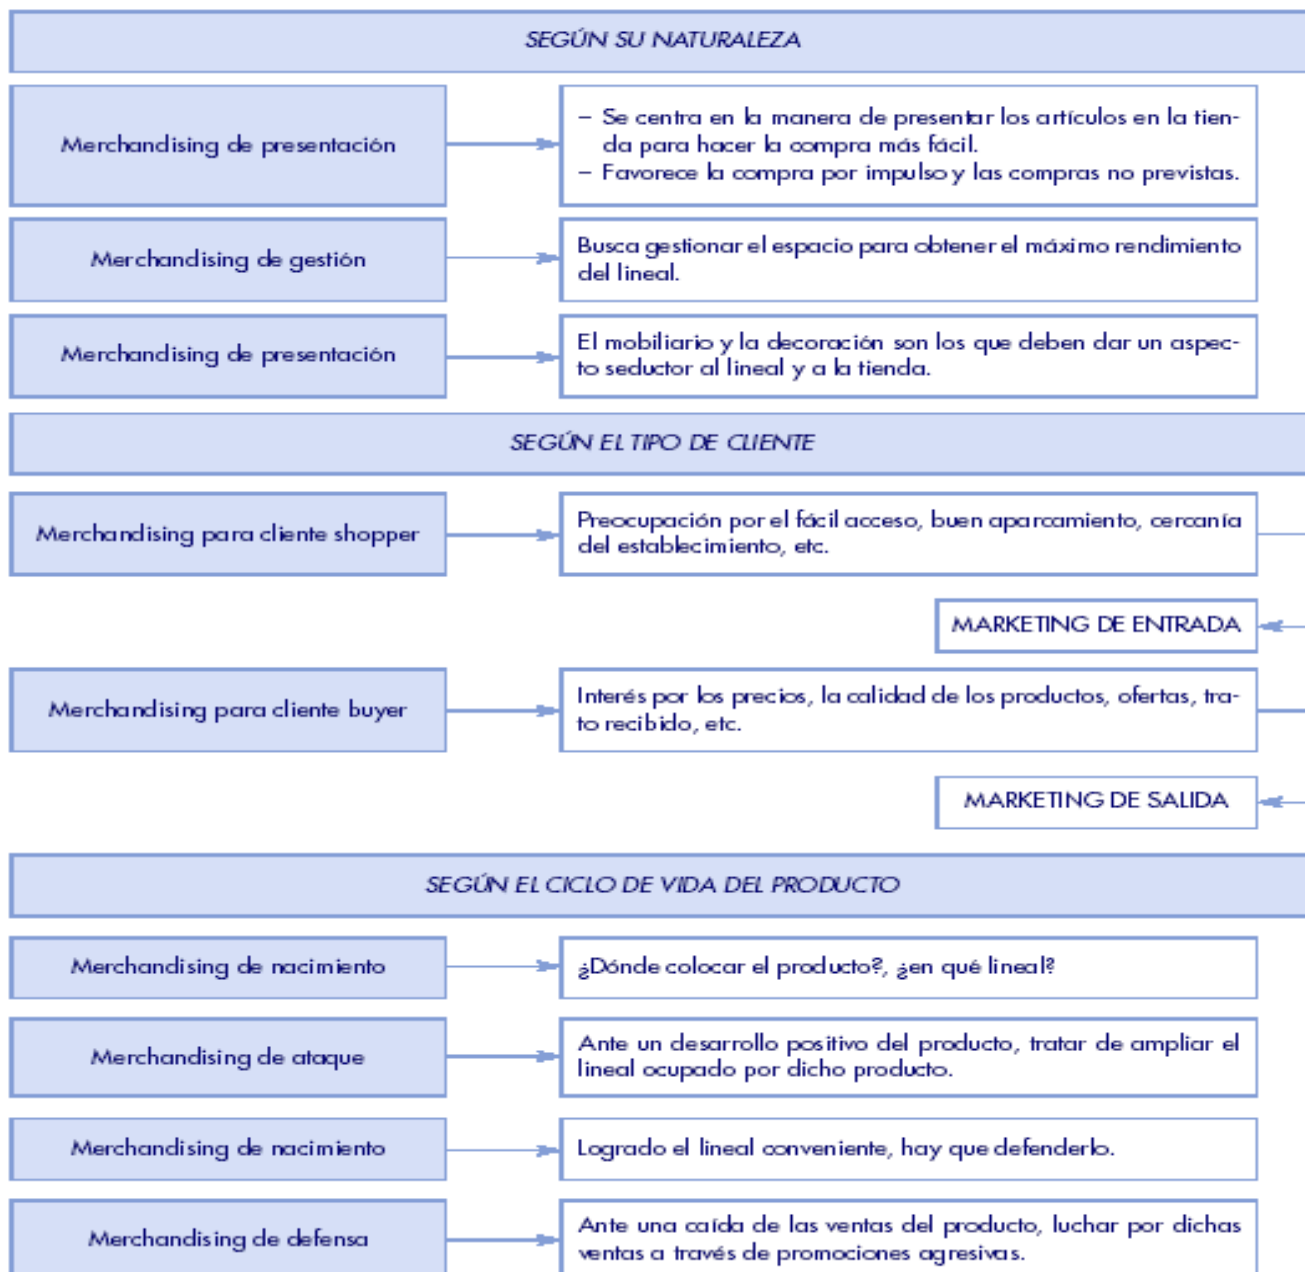 SEGÚN SU NATURALEZA
Merchandising de presentación
– Se centra en la manera de presentar los artículos en la tien-
da para hacer la compra más fácil.
– Favorece la compra por impulso y las compras no previstas.
Merchandising de gestión
Busca gestionar el espacio para obtener el máximo rendimiento
del lineal.
Merchandising de presentación
El mobiliario y la decoración son los que deben dar un aspec-
to seductor al lineal y a la tienda.
SEGÚN EL TIPO DE CLIENTE
Merchandising para cliente shopper
Preocupación por el fácil acceso, buen aparcamiento, cercanía
del establecimiento, etc.
MARKETING DE ENTRADA
Merchandising para cliente buyer
Interés por los precios, la calidad de los productos, ofertas, tra-
to recibido, etc.
MARKETING DE SALIDA
SEGÚN EL CICLO DE VIDA DEL PRODUCTO
Merchandising de nacimiento
¿Dónde colocar el producto?, ¿en qué lineal?
Merchandising de ataque
Ante un desarrollo positivo del producto, tratar de ampliar el
lineal ocupado por dicho producto.
Merchandising de nacimiento
Logrado el lineal conveniente, hay que defenderlo.
Merchandising de defensa
Ante una caída de las ventas del producto, luchar por dichas
ventas a través de promociones agresivas.